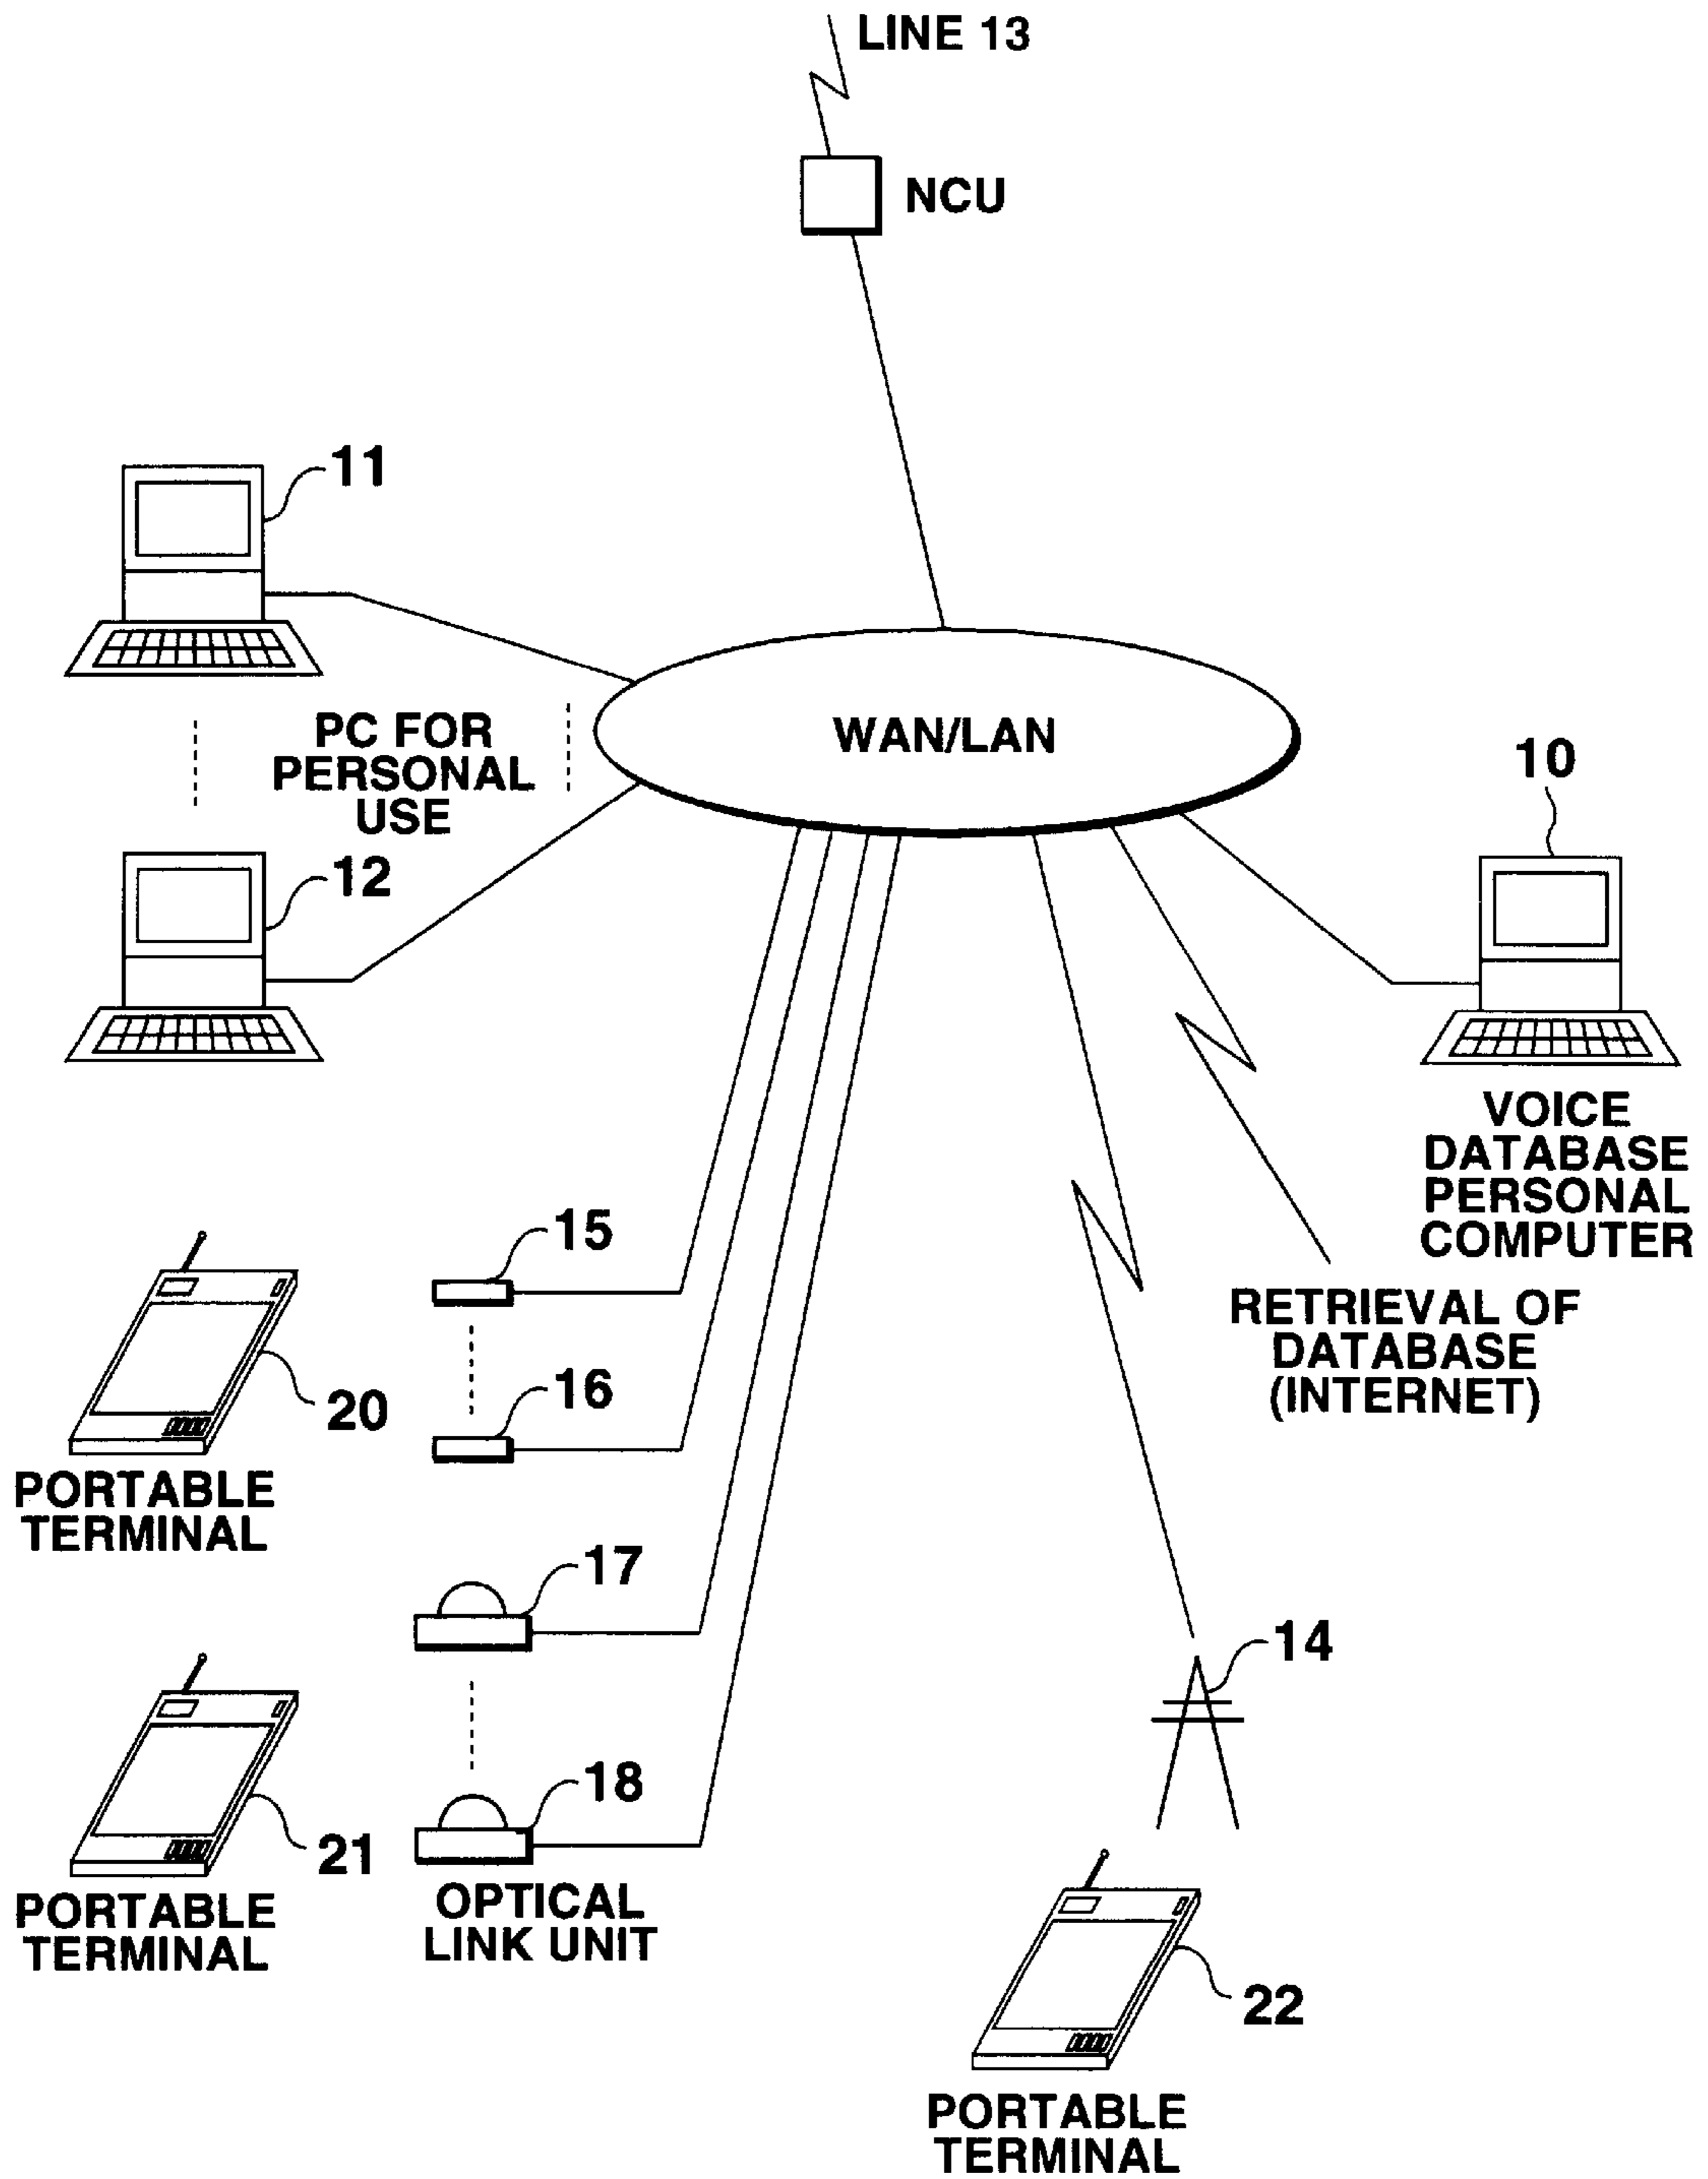 LINE 13
NCU
11
PC FOR
PERSONAL
USE
WAN/LAN
10
12
VOICE
DATABASE
PERSONAL
COMPUTER
15
RETRIEVAL OF
DATABASE
(INTERNET)
20
16
PORTABLE
TERMINAL
17
14
18
21
PORTABLE
TERMINAL
OPTICAL
LINK UNIT
22
PORTABLE
TERMINAL